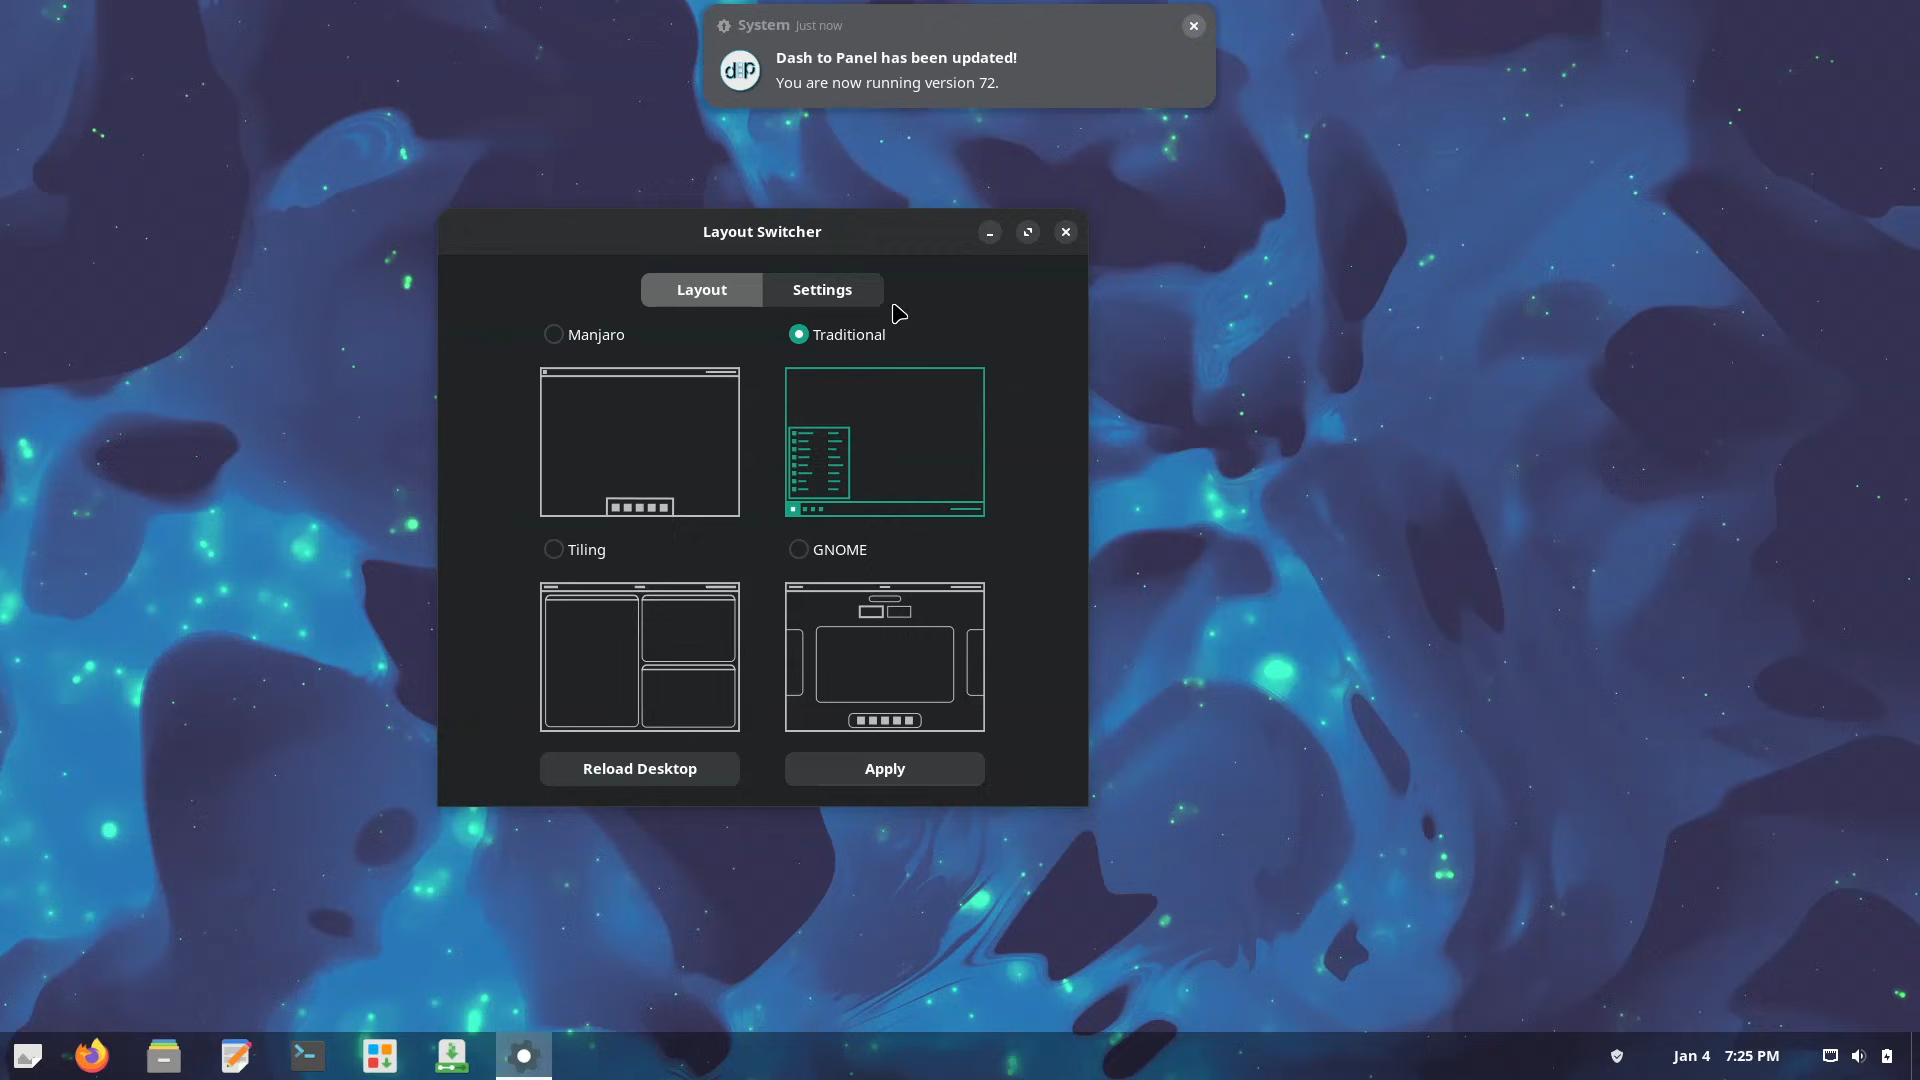 System Just now
Dash to Panel has been updated!
You are now running version 72.
Layout Switcher
Layout Settings
Manjaro Traditional
Tiling GNOME
Reload Desktop Apply
Jan 4 7:25 PM